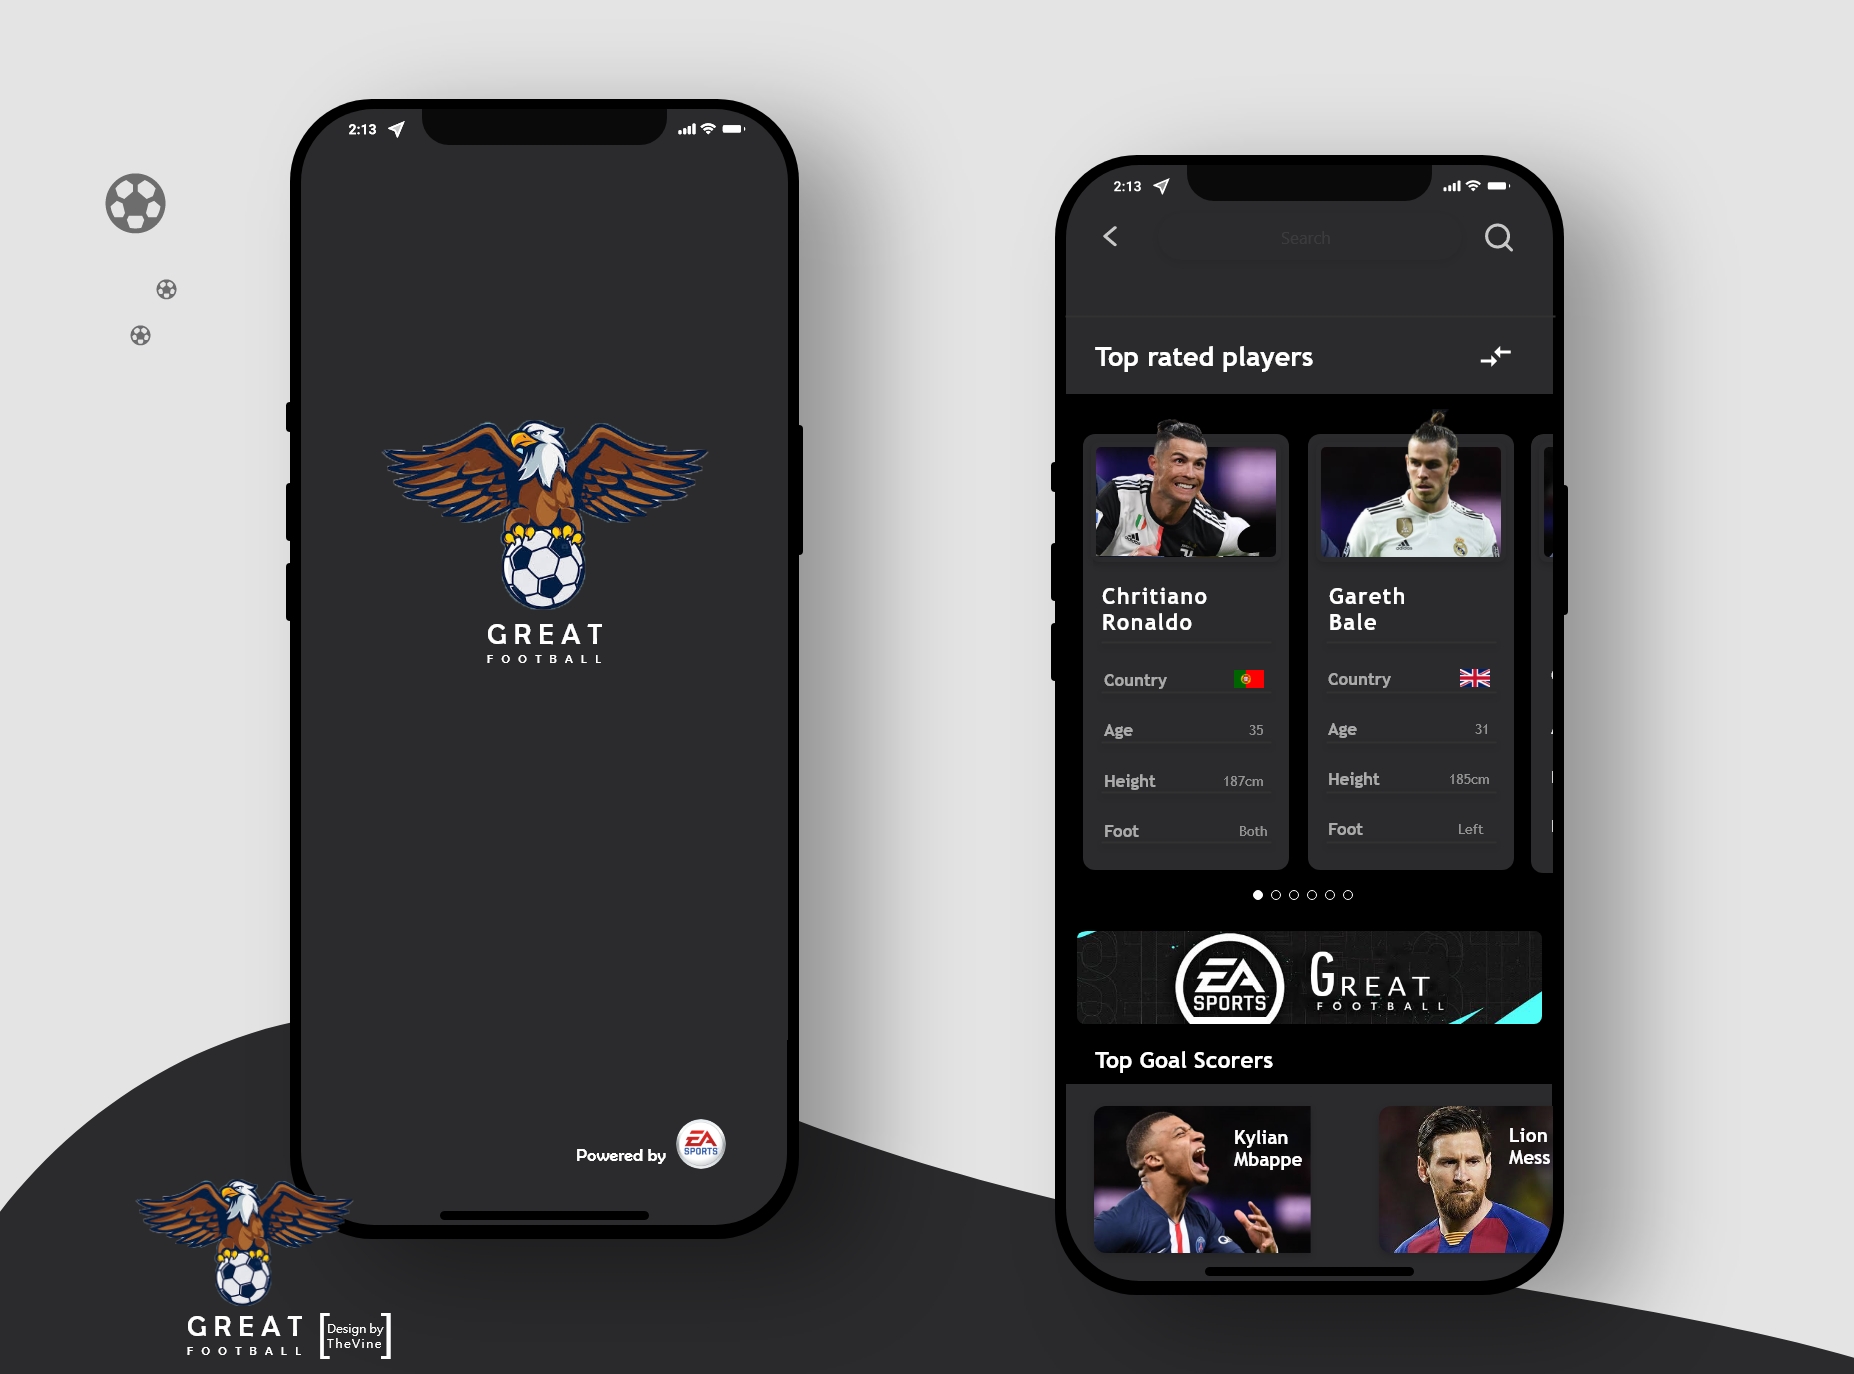 2:13
GREAT
FOOTBALL
Powered by
EA
SPORTS
GREAT
FOOTBALL
Design by
TheVine
2:13
Search
Top rated players
Chritiano
Ronaldo
Country
Age 35
Height 187cm
Foot Both
Gareth
Bale
Country
Age 31
Height 185cm
Foot Left
EA
SPORTS
GREAT
FOOTBALL
Top Goal Scorers
Kylian
Mbappe
Lion
Mess